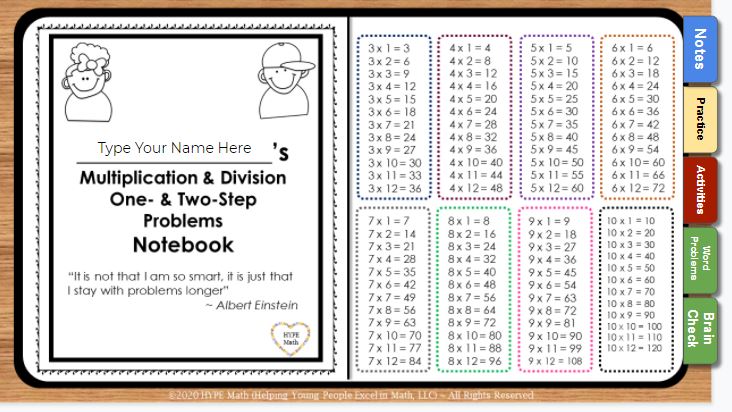 Type Your Name Here
's
Multiplication & Division
One- & Two-Step
Problems
Notebook
"It is not that I am so smart, it is just that
I stay with problems longer"
~ Albert Einstein
HYPE
Math
3 x 1 = 3
3 x 2 = 6
3 x 3 = 9
3 x 4 = 12
3 x 5 = 15
3 x 6 = 18
3 x 7 = 21
3 x 8 = 24
3 x 9 = 27
3 x 10 = 30
3 x 11 = 33
3 x 12 = 36
4 x 1 = 4
4 x 2 = 8
4 x 3 = 12
4 x 4 = 16
4 x 5 = 20
4 x 6 = 24
4 x 7 = 28
4 x 8 = 32
4 x 9 = 36
4 x 10 = 40
4 x 11 = 44
4 x 12 = 48
5 x 1 = 5
5 x 2 = 10
5 x 3 = 15
5 x 4 = 20
5 x 5 = 25
5 x 6 = 30
5 x 7 = 35
5 x 8 = 40
5 x 9 = 45
5 x 10 = 50
5 x 11 = 55
5 x 12 = 60
6 x 1 = 6
6 x 2 = 12
6 x 3 = 18
6 x 4 = 24
6 x 5 = 30
6 x 6 = 36
6 x 7 = 42
6 x 8 = 48
6 x 9 = 54
6 x 10 = 60
6 x 11 = 66
6 x 12 = 72
7 x 1 = 7
7 x 2 = 14
7 x 3 = 21
7 x 4 = 28
7 x 5 = 35
7 x 6 = 42
7 x 7 = 49
7 x 8 = 56
7 x 9 = 63
7 x 10 = 70
7 x 11 = 77
7 x 12 = 84
8 x 1 = 8
8 x 2 = 16
8 x 3 = 24
8 x 4 = 32
8 x 5 = 40
8 x 6 = 48
8 x 7 = 56
8 x 8 = 64
8 x 9 = 72
8 x 10 = 80
8 x 11 = 88
8 x 12 = 96
9 x 1 = 9
9 x 2 = 18
9 x 3 = 27
9 x 4 = 36
9 x 5 = 45
9 x 6 = 54
9 x 7 = 63
9 x 8 = 72
9 x 9 = 81
9 x 10 = 90
9 x 11 = 99
9 x 12 = 108
10 x 1 = 10
10 x 2 = 20
10 x 3 = 30
10 x 4 = 40
10 x 5 = 50
10 x 6 = 60
10 x 7 = 70
10 x 8 = 80
10 x 9 = 90
10 x 10 = 100
10 x 11 = 110
10 x 12 = 120
Notes
Practice
Activities
Word
Problems
Brain
Check
©2020 HYPE Math (Helping Young People Excel in Math, LLC) ~ All Rights Reserved